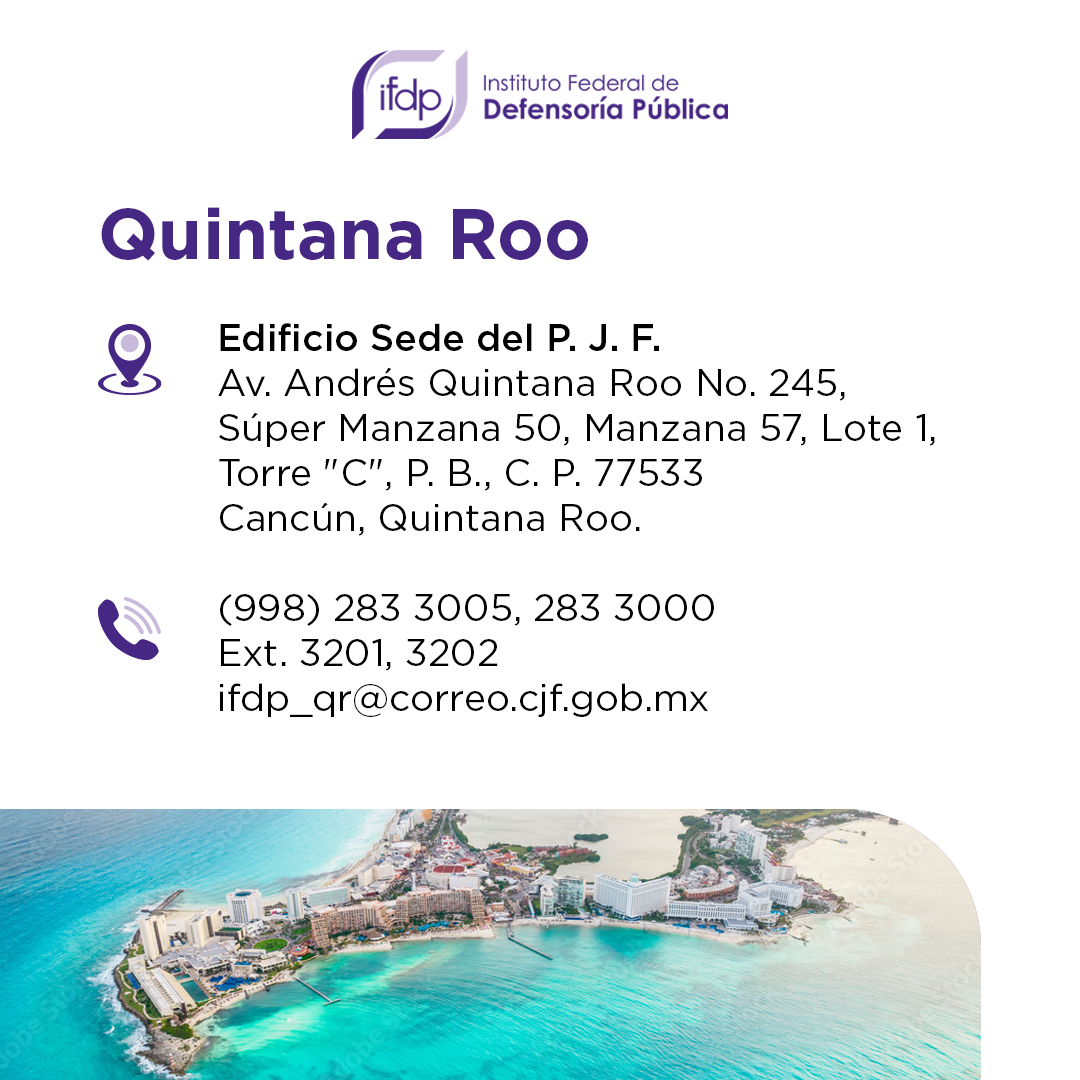 ifdp
Instituto Federal de
Defensoría Pública
Quintana Roo
Edificio Sede del P. J. F.
Av. Andrés Quintana Roo No. 245,
Súper Manzana 50, Manzana 57, Lote 1,
Torre "C", P. B., C. P. 77533
Cancún, Quintana Roo.
(998) 283 3005, 283 3000
Ext. 3201, 3202
ifdp_qr@correo.cjf.gob.mx